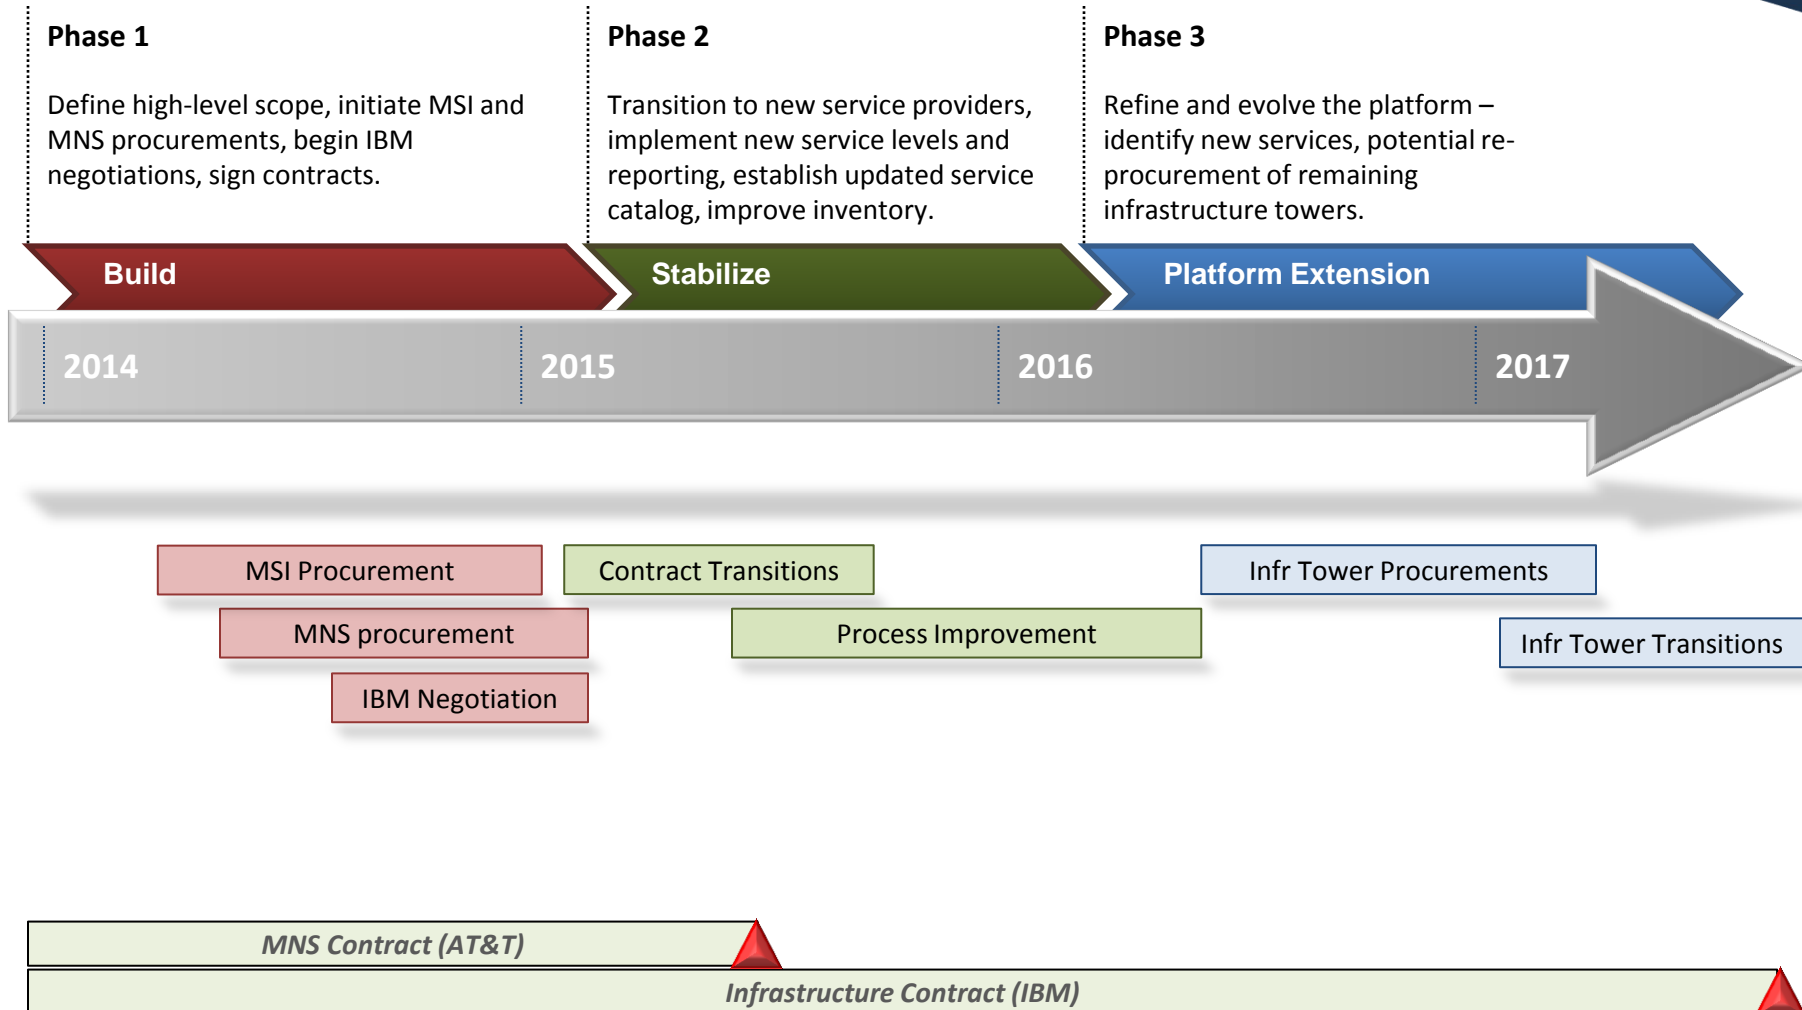 Phase 1
Define high-level scope, initiate MSI and
MNS procurements, begin IBM
negotiations, sign contracts.
Phase 2
Transition to new service providers,
implement new service levels and
reporting, establish updated service
catalog, improve inventory.
Phase 3
Refine and evolve the platform –
identify new services, potential re-
procurement of remaining
infrastructure towers.
Build
Stabilize
Platform Extension
2014
2015
2016
2017
MSI Procurement
Contract Transitions
Infr Tower Procurements
MNS procurement
Process Improvement
Infr Tower Transitions
IBM Negotiation
MNS Contract (AT&T)
Infrastructure Contract (IBM)